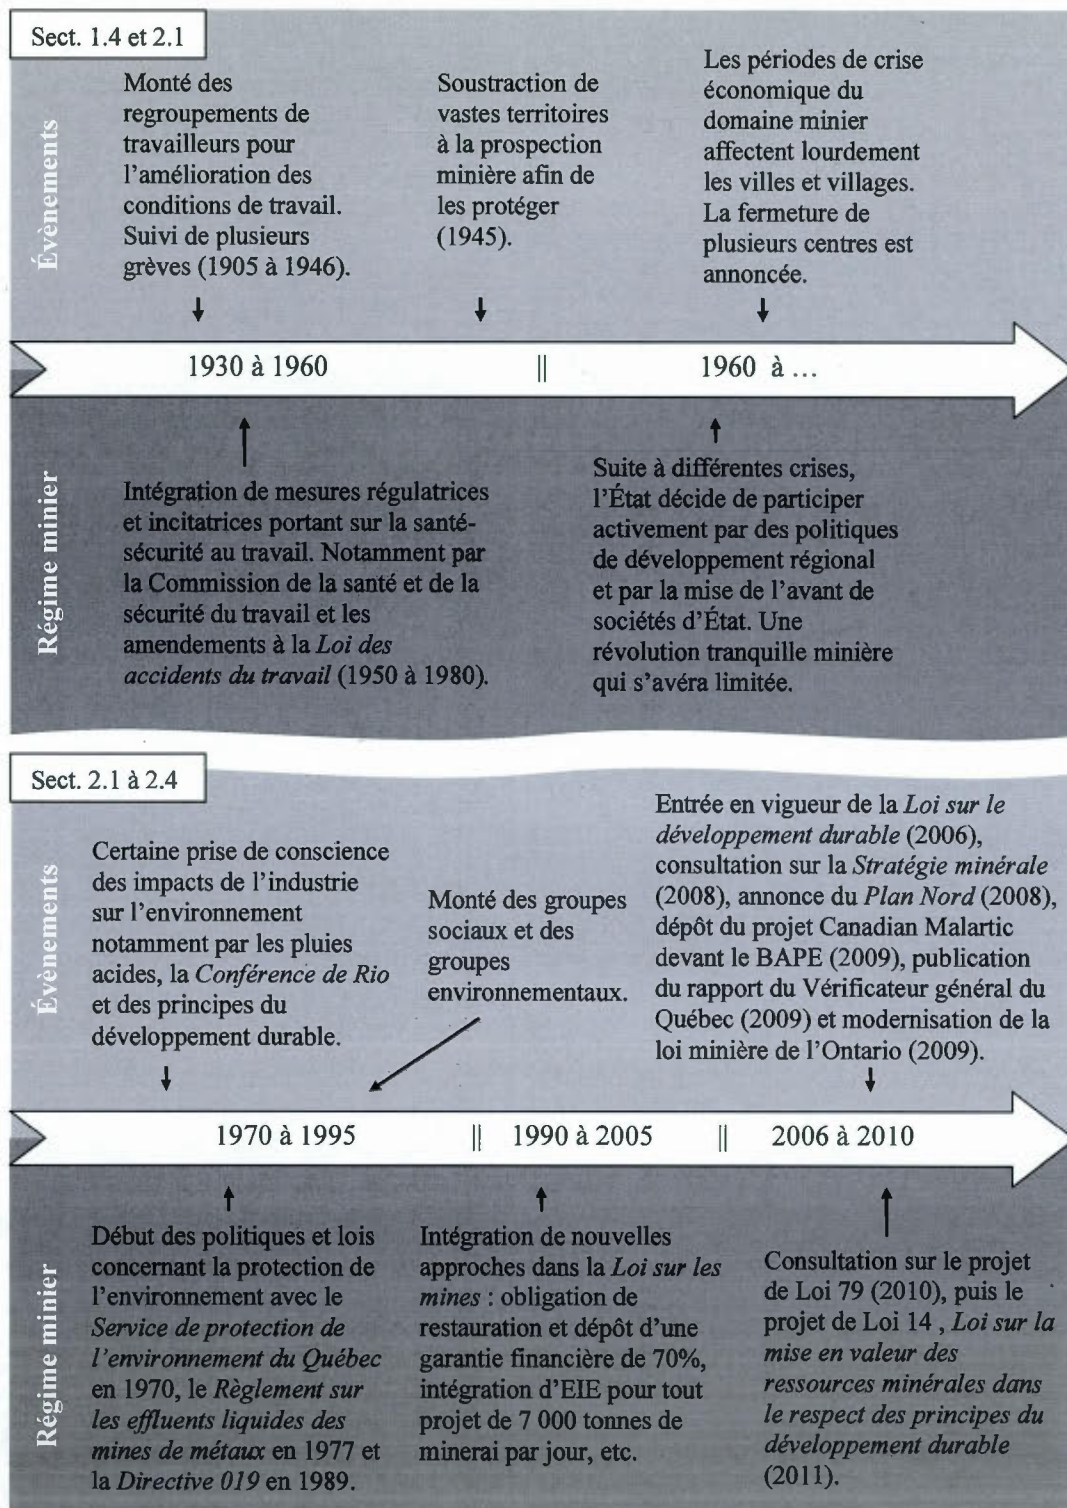 Sect. 1.4 et 2.1
Évènements
Monté des
regroupements de
travailleurs pour
l'amélioration des
conditions de travail.
Suivi de plusieurs
grèves (1905 à 1946).
Soustraction de
vastes territoires
à la prospection
minière afin de
les protéger
(1945).
Les périodes de crise
économique du
domaine minier
affectent lourdement
les villes et villages.
La fermeture de
plusieurs centres est
annoncée.
1930 à 1960 || 1960 à ...
Régime minier
Intégration de mesures régulatrices
et incitatrices portant sur la santé-
sécurité au travail. Notamment par
la Commission de la santé et de la
sécurité du travail et les
amendements à la Loi des
accidents du travail (1950 à 1980).
Suite à différentes crises,
l'État décide de participer
activement par des politiques
de développement régional
et par la mise de l'avant de
sociétés d'État. Une
révolution tranquille minière
qui s'avéra limitée.
Sect. 2.1 à 2.4
Évènements
Certaine prise de conscience
des impacts de l'industrie
sur l'environnement
notamment par les pluies
acides, la Conférence de Rio
et des principes du
développement durable.
Monté des groupes
sociaux et des
groupes
environnementaux.
Entrée en vigueur de la Loi sur le
développement durable (2006),
consultation sur la Stratégie minérale
(2008), annonce du Plan Nord (2008),
dépôt du projet Canadian Malartic
devant le BAPE (2009), publication
du rapport du Vérificateur général du
Québec (2009) et modernisation de la
loi minière de l'Ontario (2009).
1970 à 1995 || 1990 à 2005 || 2006 à 2010
Régime minier
Début des politiques et lois
concernant la protection de
l'environnement avec le
Service de protection de
l'environnement du Québec
en 1970, le Règlement sur
les effluents liquides des
mines de métaux en 1977 et
la Directive 019 en 1989.
Intégration de nouvelles
approches dans la Loi sur les
mines : obligation de
restauration et dépôt d'une
garantie financière de 70%,
intégration d'EIE pour tout
projet de 7 000 tonnes de
minerai par jour, etc.
Consultation sur le projet
de Loi 79 (2010), puis le
projet de Loi 14 , Loi sur la
mise en valeur des
ressources minérales dans
le respect des principes du
développement durable
(2011).